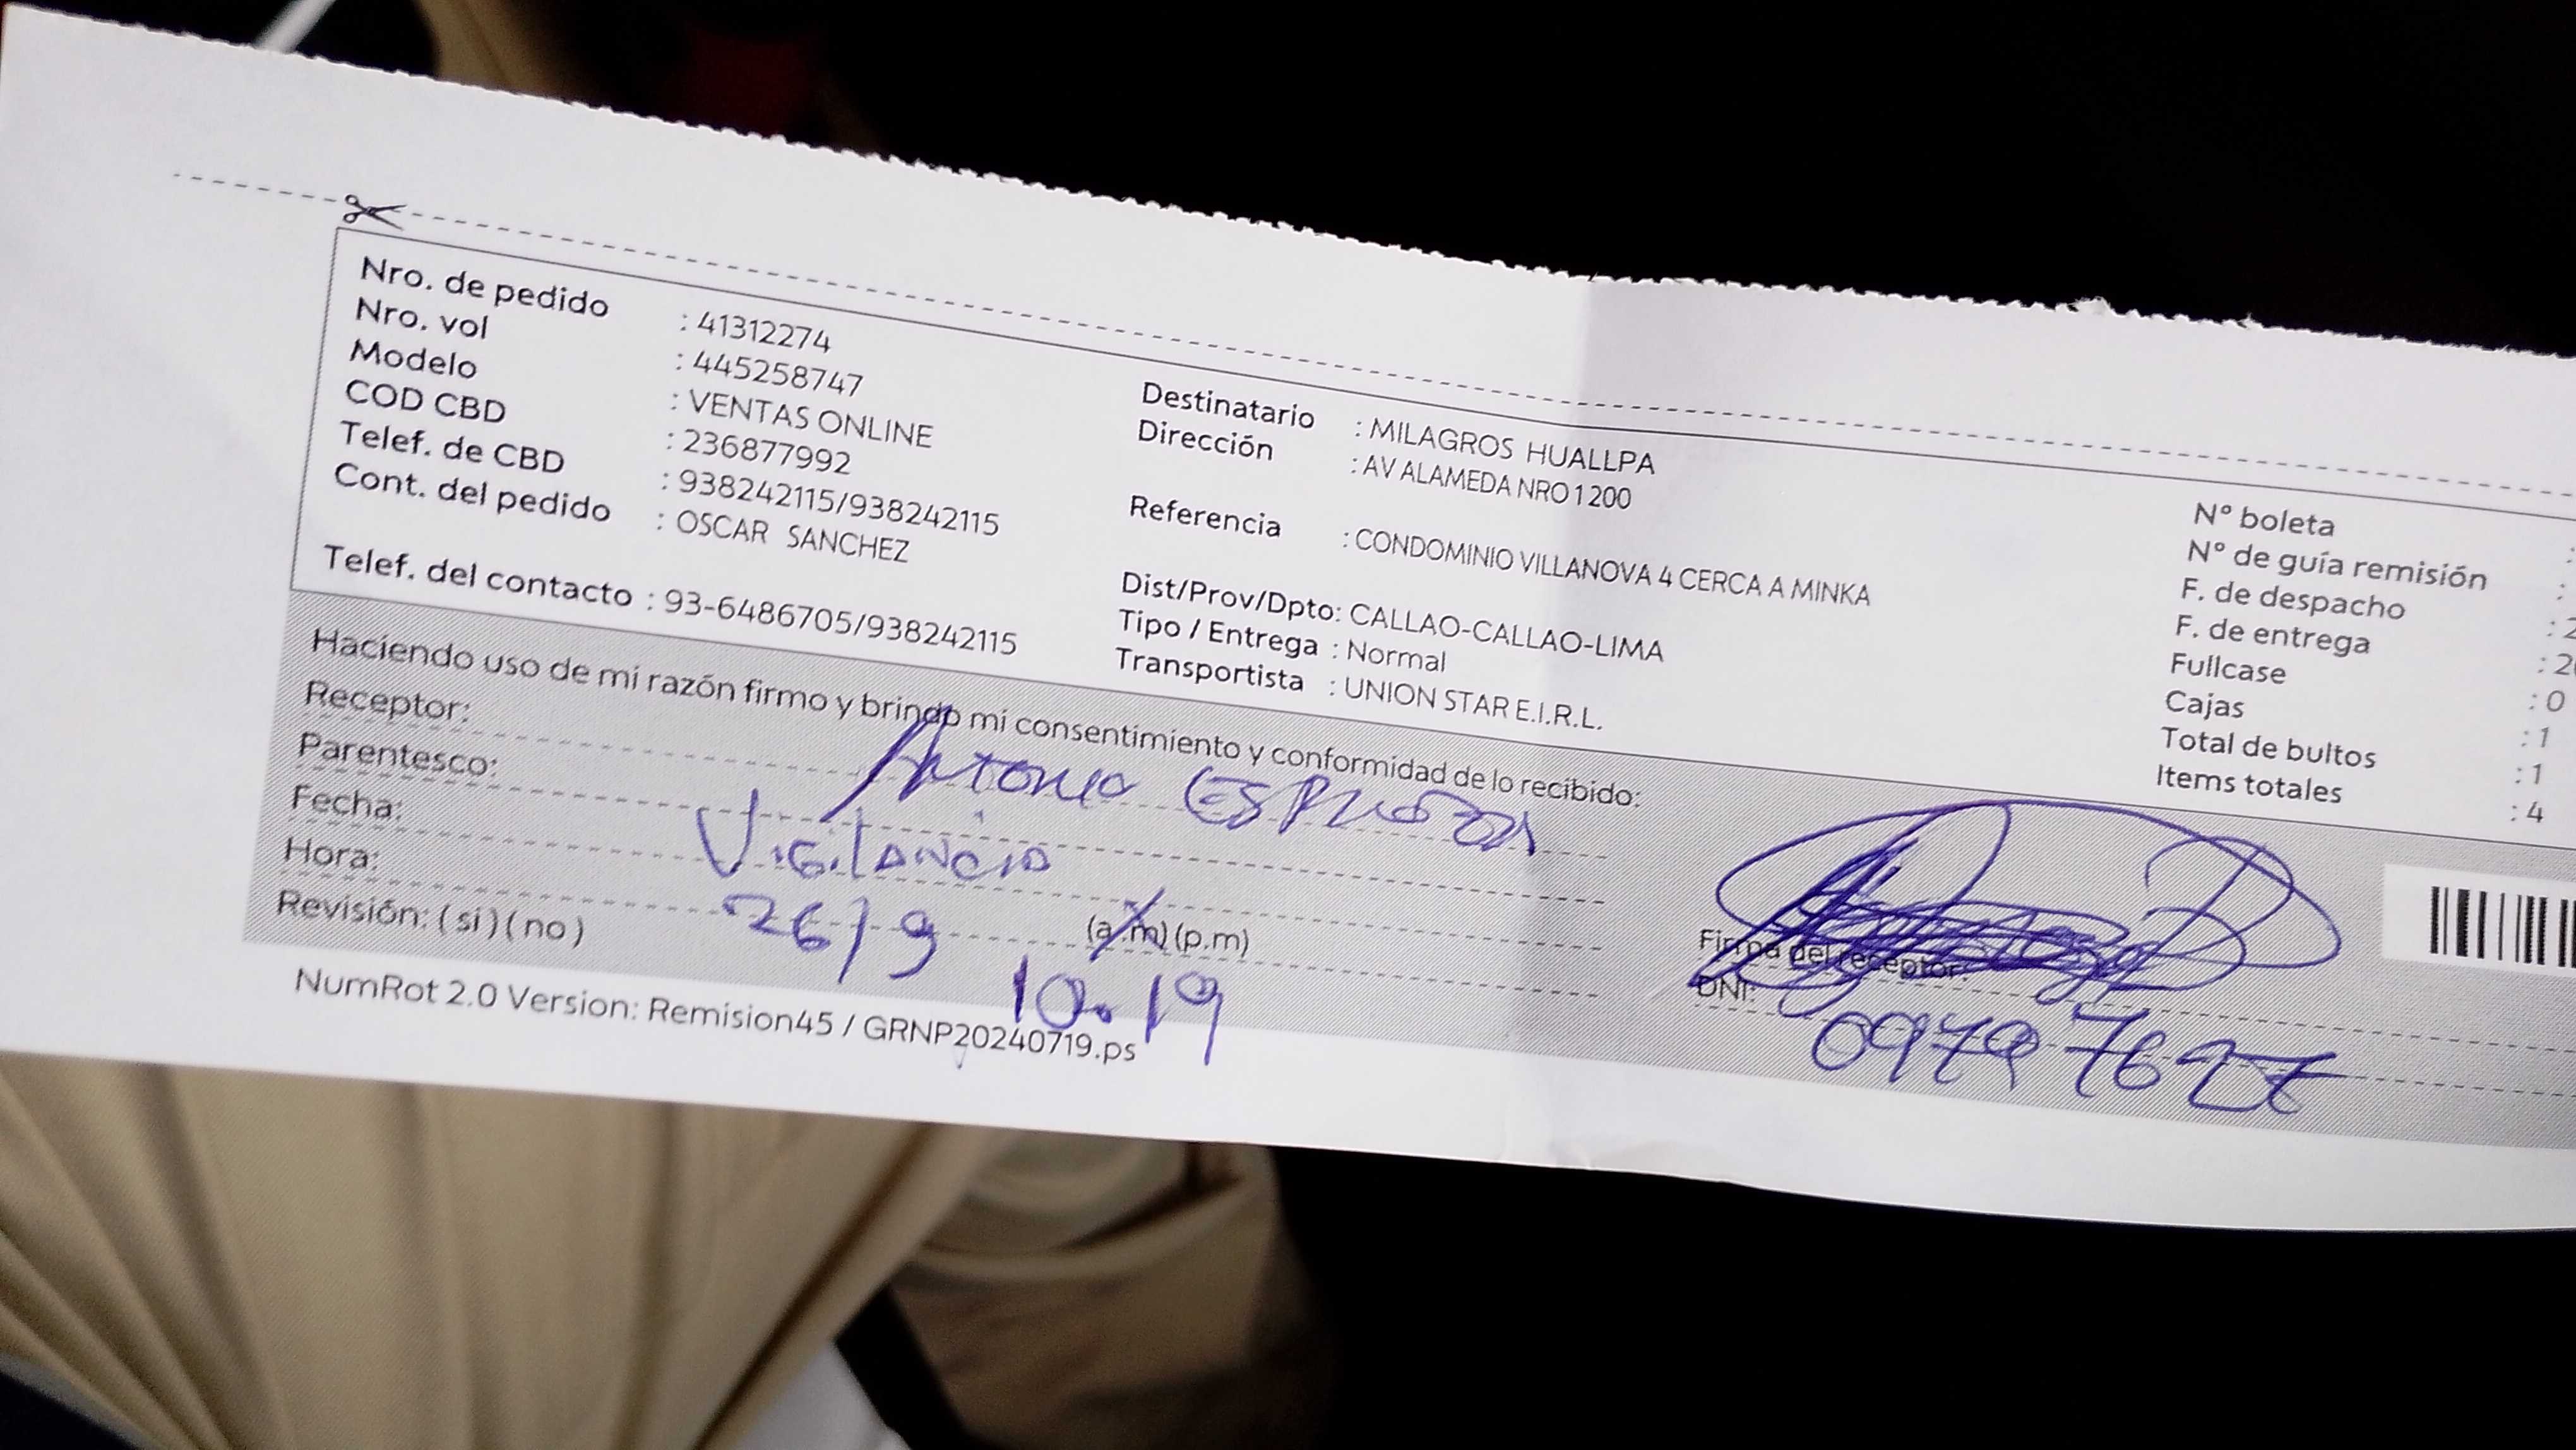 Nro. de pedido : 41312274
Nro. vol : 445258747
Modelo : VENTAS ONLINE
COD CBD : 236877992
Telef. de CBD : 938242115/938242115
Cont. del pedido : OSCAR SANCHEZ
Telef. del contacto : 93-6486705/938242115
Destinatario : MILAGROS HUALLPA
Dirección : AV ALAMEDA NRO 1200
Referencia : CONDOMINIO VILLANOVA 4 CERCA A MINKA
Dist/Prov/Dpto: CALLAO-CALLAO-LIMA
Tipo / Entrega : Normal
Transportista : UNION STAR E.I.R.L.
N° boleta :
N° de guía remisión :
F. de despacho : 2
F. de entrega : 2
Fullcase : 0
Cajas : 1
Total de bultos : 1
Items totales : 4
Haciendo uso de mi razón firmo y brindo mi consentimiento y conformidad de lo recibido:
Receptor: Antonio
Parentesco: Vigilancia
Fecha: 26/9
Hora: (a.m) (p.m)
10.19
Revisión: ( si ) ( no )
Firma del receptor:
DNI:
NumRot 2.0 Version: Remision45 / GRNP20240719.ps